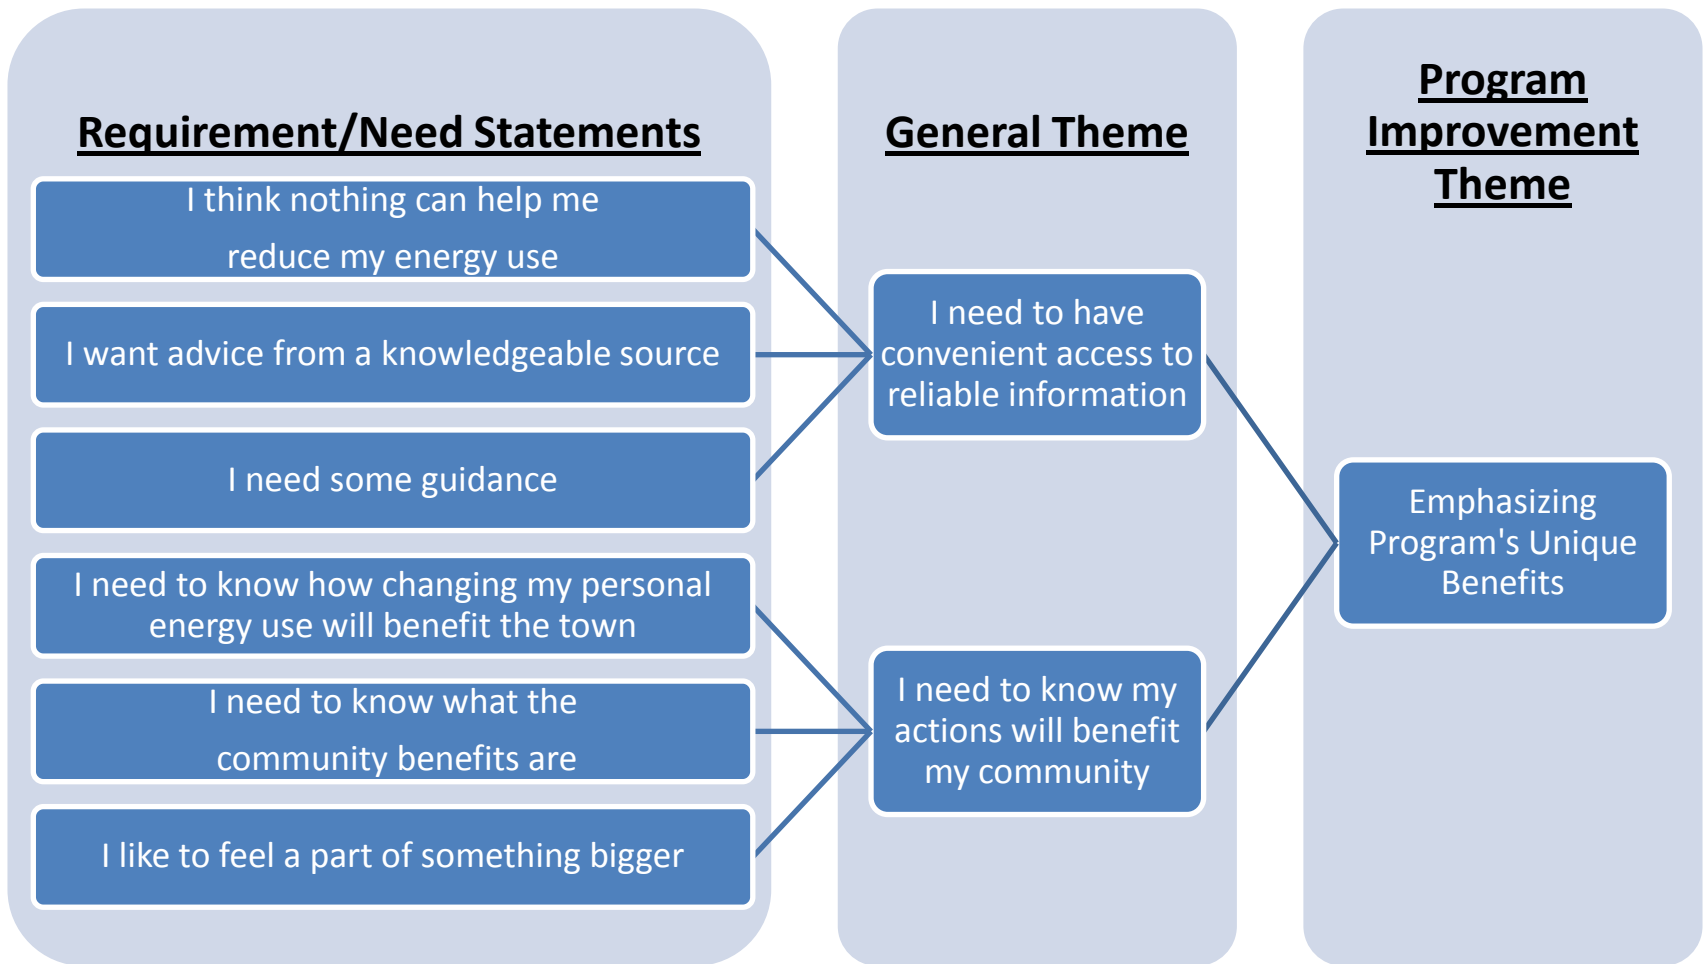 Requirement/Need Statements
I think nothing can help me
reduce my energy use
I want advice from a knowledgeable source
I need some guidance
I need to know how changing my personal
energy use will benefit the town
I need to know what the
community benefits are
I like to feel a part of something bigger
General Theme
I need to have
convenient access to
reliable information
I need to know my
actions will benefit
my community
Program
Improvement
Theme
Emphasizing
Program's Unique
Benefits